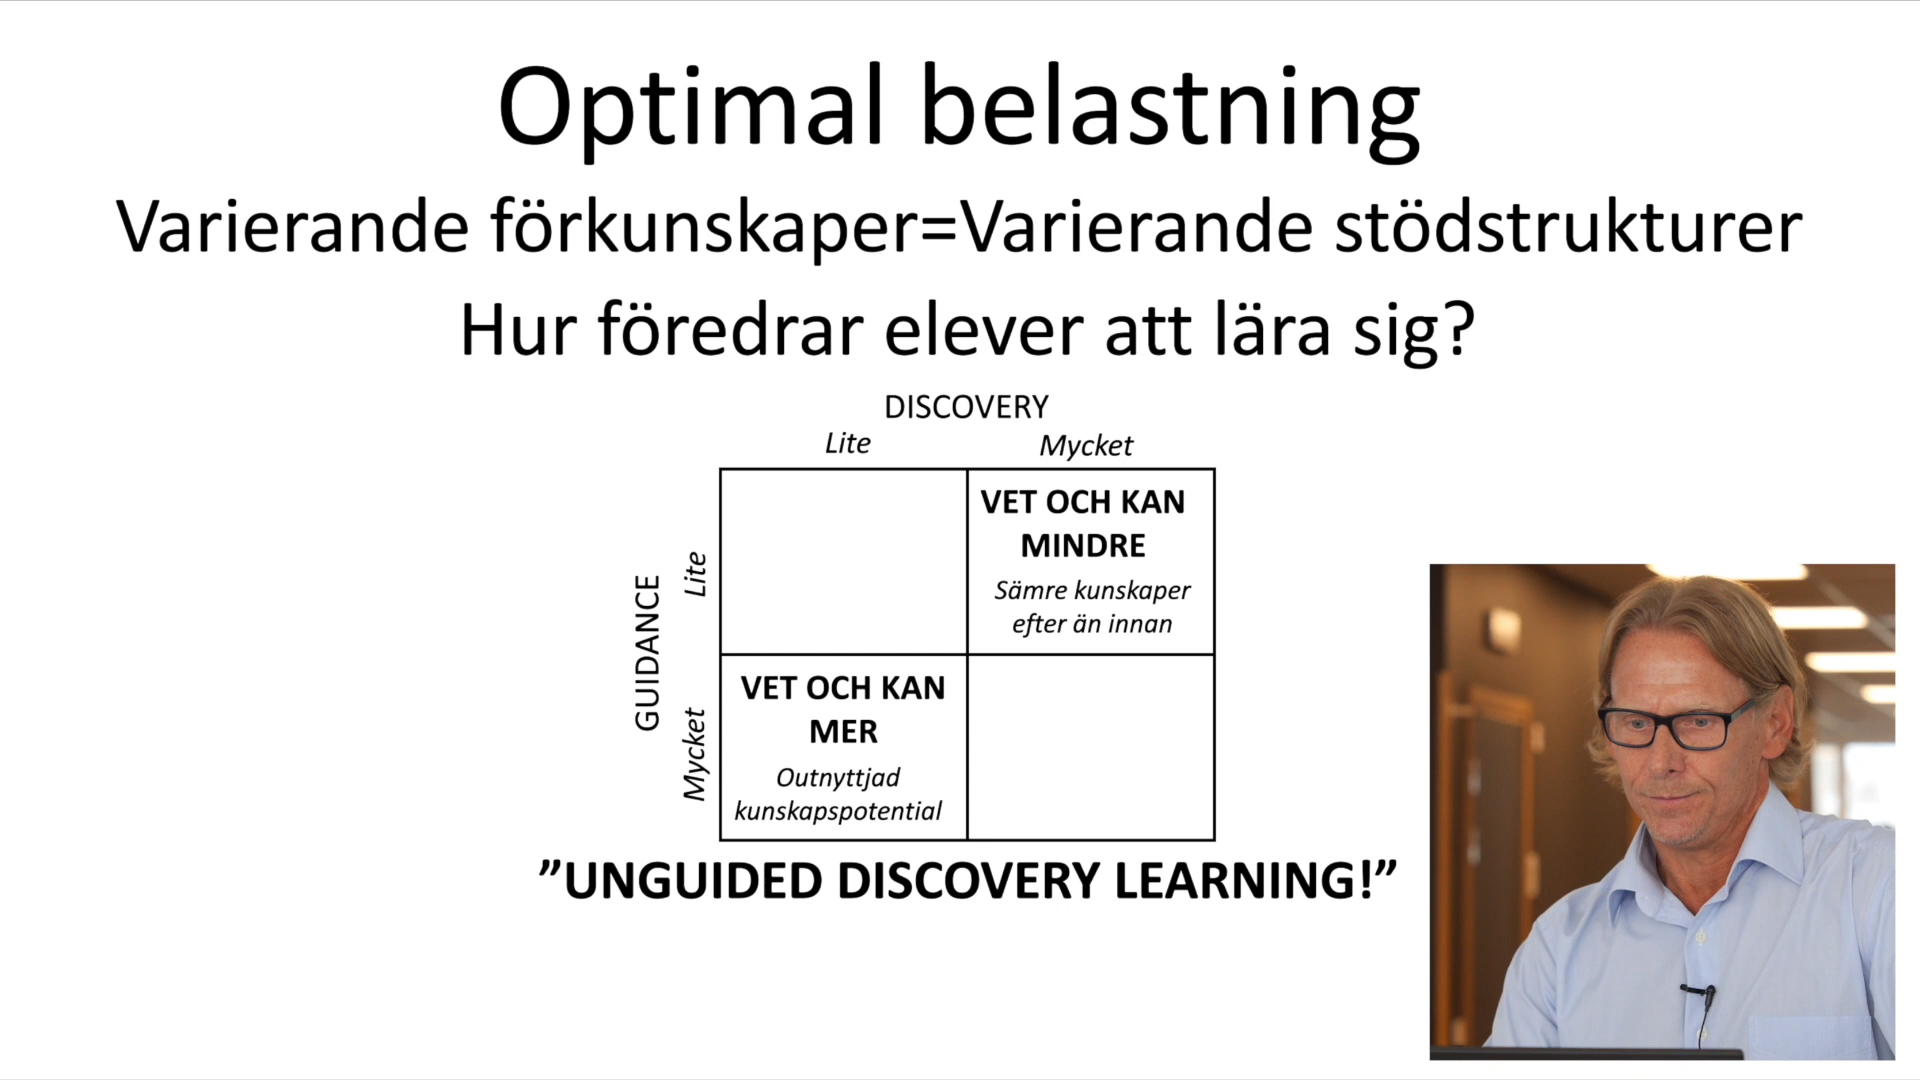 Optimal belastning
Varierande förkunskaper=Varierande stödstrukturer
Hur föredrar elever att lära sig?
DISCOVERY
Lite
Mycket
GUIDANCE
Lite
VET OCH KAN
MINDRE
Sämre kunskaper
efter än innan
Mycket
VET OCH KAN
MER
Outnyttjad
kunskapspotential
”UNGUIDED DISCOVERY LEARNING!”